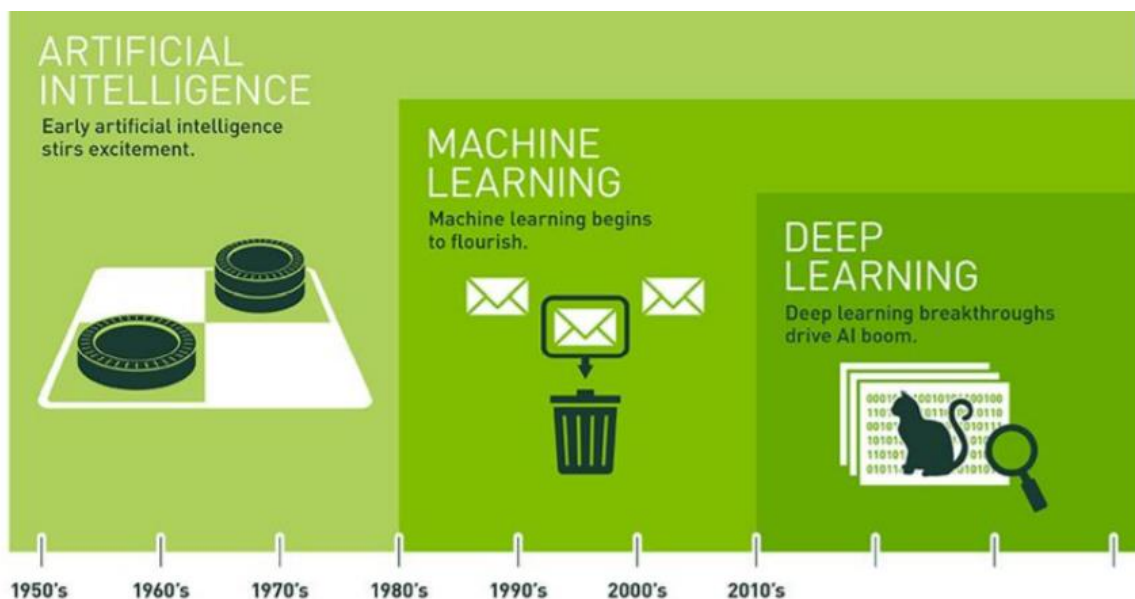 ARTIFICIAL
INTELLIGENCE
Early artificial intelligence
stirs excitement.
MACHINE
LEARNING
Machine learning begins
to flourish.
DEEP
LEARNING
Deep learning breakthroughs
drive AI boom.
1950's 1960's 1970's 1980's 1990's 2000's 2010's